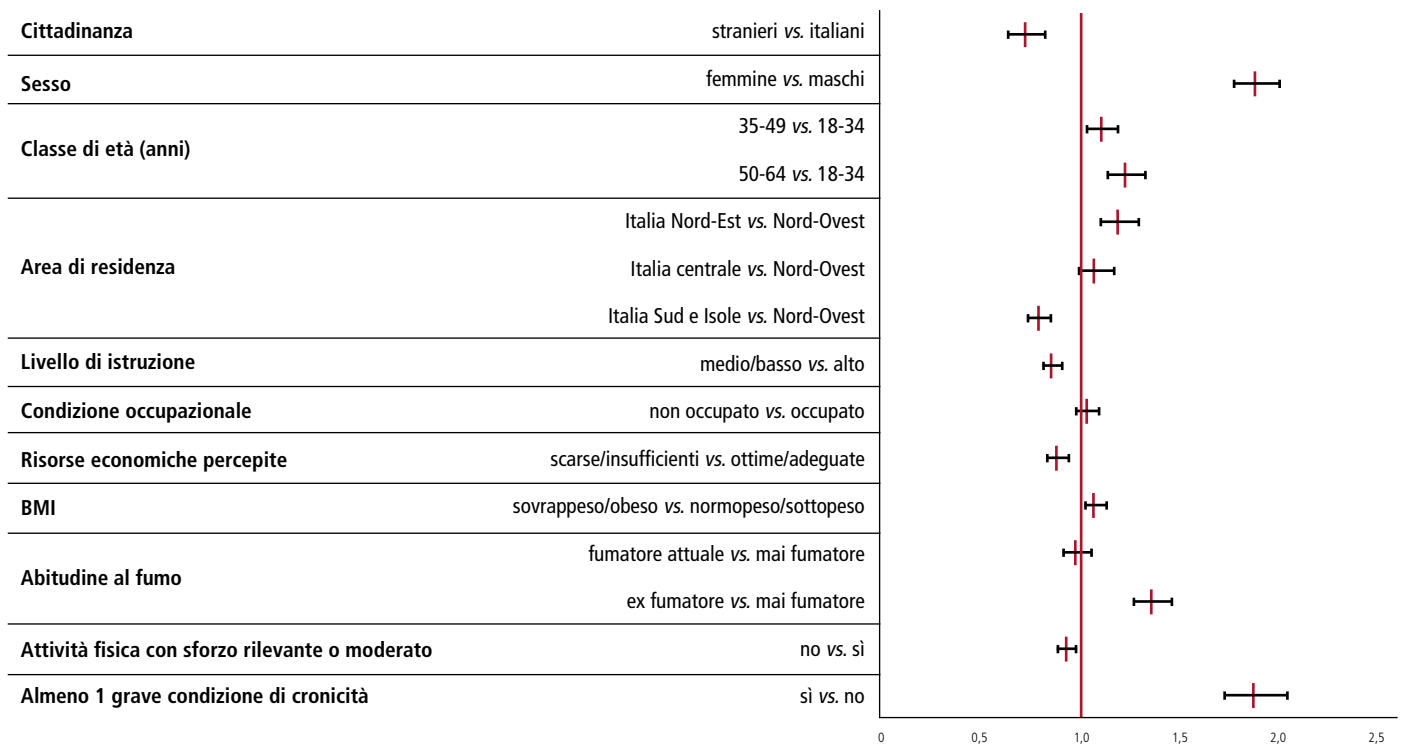 Cittadinanza stranieri vs. italiani
Sesso femmine vs. maschi
Classe di età (anni)
35-49 vs. 18-34
50-64 vs. 18-34
Area di residenza
Italia Nord-Est vs. Nord-Ovest
Italia centrale vs. Nord-Ovest
Italia Sud e Isole vs. Nord-Ovest
Livello di istruzione medio/basso vs. alto
Condizione occupazionale non occupato vs. occupato
Risorse economiche percepite scarse/insufficienti vs. ottime/adeguate
BMI sovrappeso/obeso vs. normopeso/sottopeso
Abitudine al fumo
fumatore attuale vs. mai fumatore
ex fumatore vs. mai fumatore
Attività fisica con sforzo rilevante o moderato no vs. sì
Almeno 1 grave condizione di cronicità sì vs. no
0 0,5 1,0 1,5 2,0 2,5